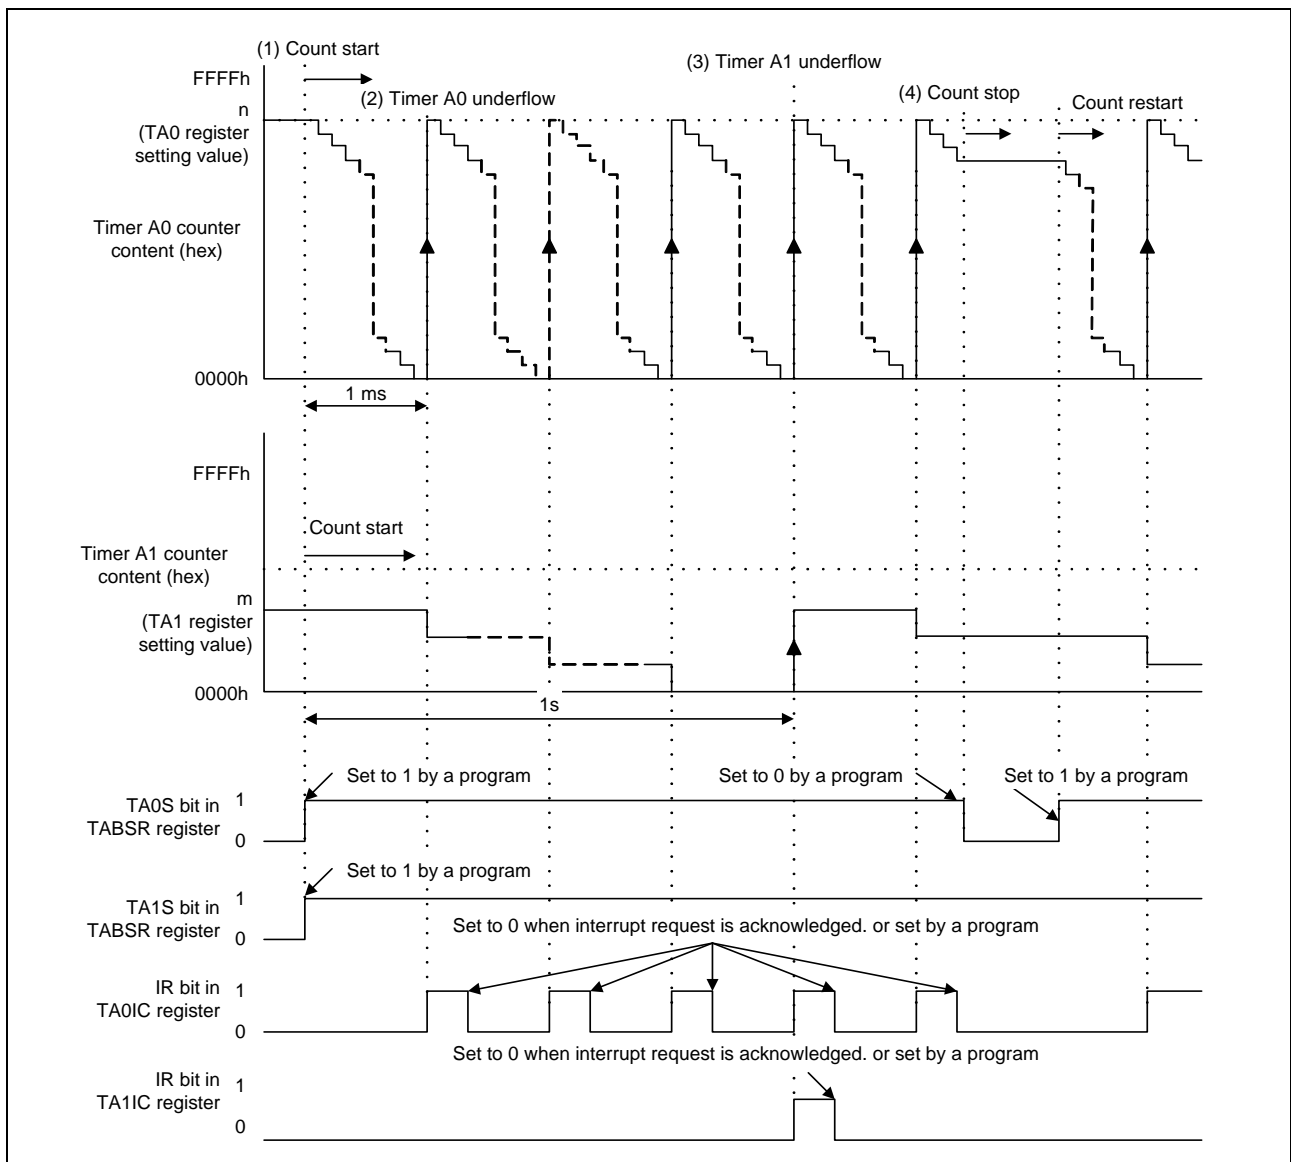 (1) Count start
FFFFh
(3) Timer A1 underflow
n
(2) Timer A0 underflow
(4) Count stop
Count restart
(TA0 register
setting value)
Timer A0 counter
content (hex)
0000h
1 ms
FFFFh
Count start
Timer A1 counter
content (hex)
m
(TA1 register
setting value)
0000h
1s
Set to 1 by a program
Set to 0 by a program
Set to 1 by a program
TA0S bit in
TABSR register
1
0
Set to 1 by a program
TA1S bit in
TABSR register
1
0
Set to 0 when interrupt request is acknowledged. or set by a program
IR bit in
TA0IC register
1
0
Set to 0 when interrupt request is acknowledged. or set by a program
IR bit in
TA1IC register
1
0